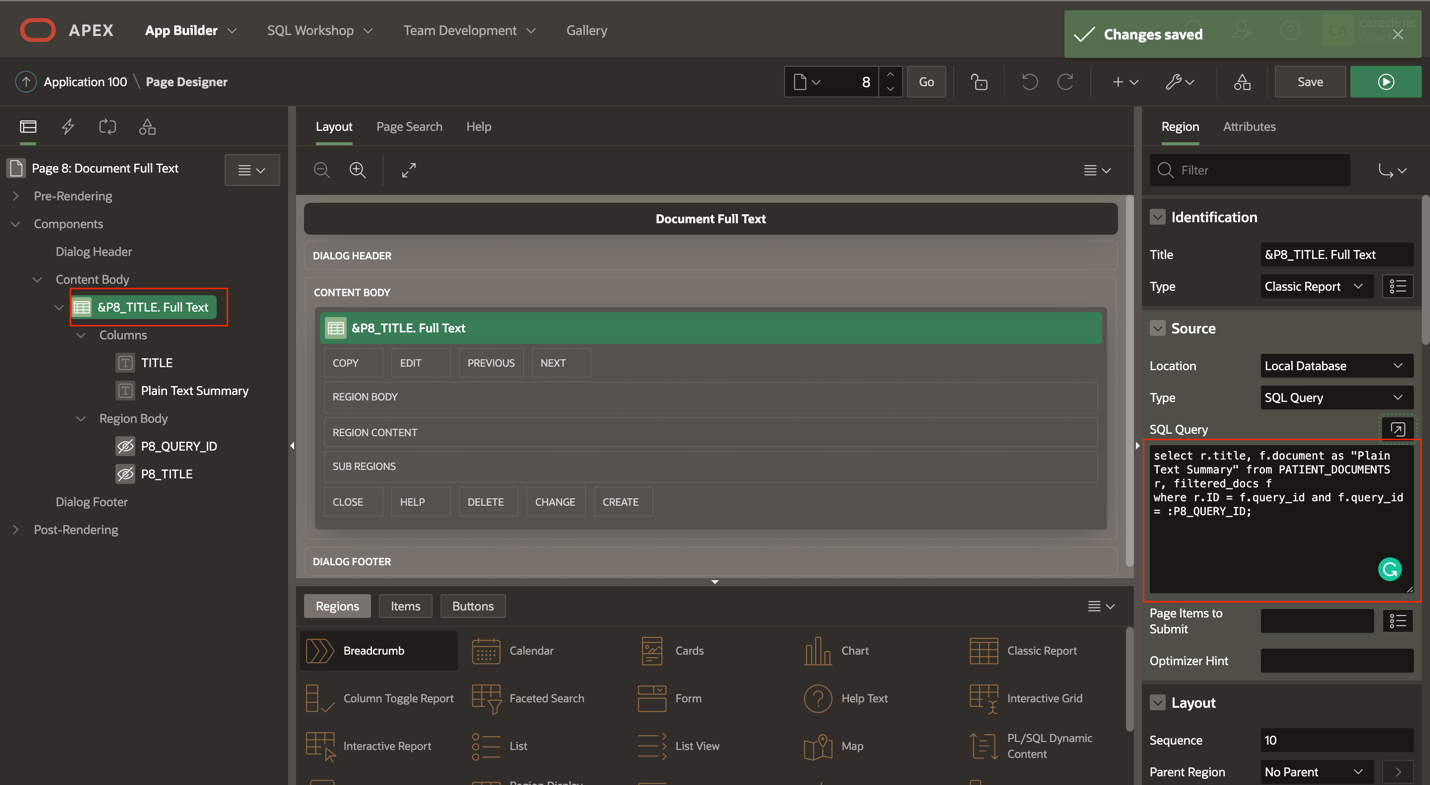 APEX
App Builder
SQL Workshop
Team Development
Gallery
Changes saved
CA
careclinic
Application 100 \ Page Designer
8
Go
Save
Page 8: Document Full Text
Pre-Rendering
Components
Dialog Header
Content Body
&P8_TITLE. Full Text
Columns
TITLE
Plain Text Summary
Region Body
P8_QUERY_ID
P8_TITLE
Dialog Footer
Post-Rendering
Layout
Page Search
Help
Document Full Text
DIALOG HEADER
CONTENT BODY
&P8_TITLE. Full Text
COPY
EDIT
PREVIOUS
NEXT
REGION BODY
REGION CONTENT
SUB REGIONS
CLOSE
HELP
DELETE
CHANGE
CREATE
DIALOG FOOTER
Regions
Items
Buttons
Breadcrumb
Calendar
Cards
Chart
Classic Report
Column Toggle Report
Faceted Search
Form
Help Text
Interactive Grid
Interactive Report
List
List View
Map
PL/SQL Dynamic
Content
Region Display
Region
Attributes
Filter
Identification
Title
&P8_TITLE. Full Text
Type
Classic Report
Source
Location
Local Database
Type
SQL Query
SQL Query
select r.title, f.document as "Plain
Text Summary" from PATIENT_DOCUMENTS
r, filtered_docs f
where r.ID = f.query_id and f.query_id
= :P8_QUERY_ID;
Page Items to
Submit
Optimizer Hint
Layout
Sequence
10
Parent Region
No Parent